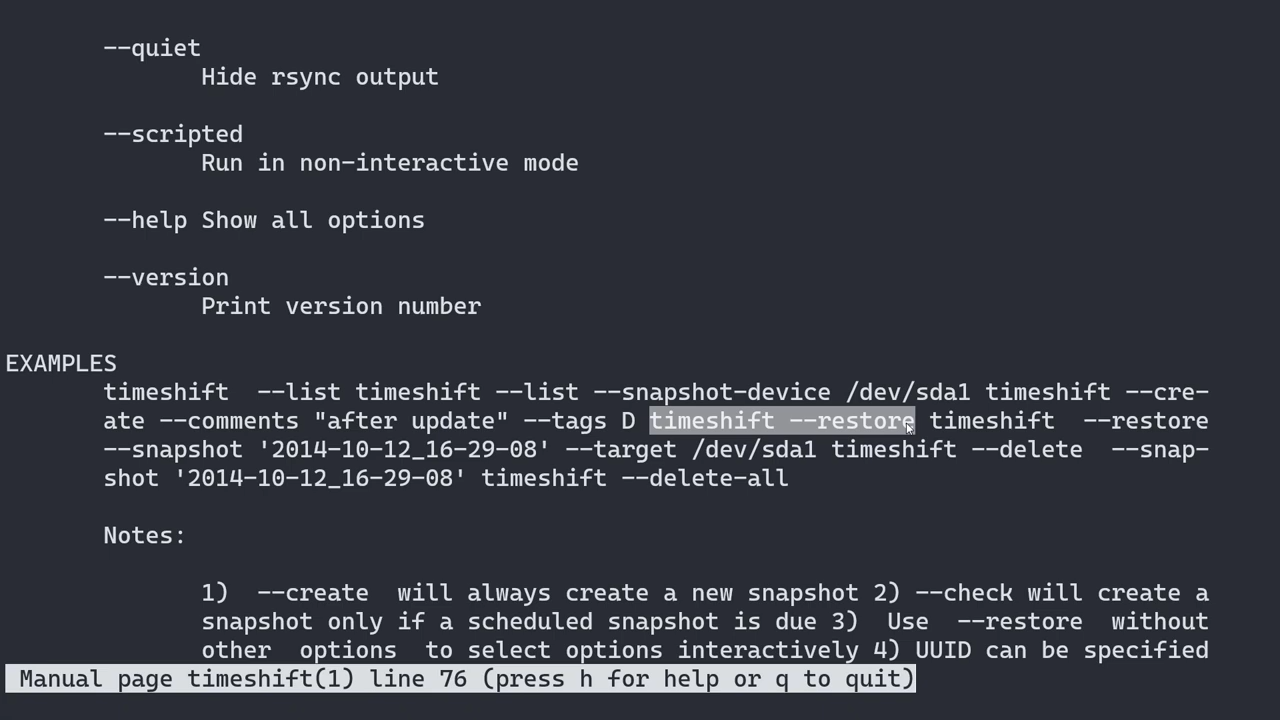 --quiet
Hide rsync output
--scripted
Run in non-interactive mode
--help Show all options
--version
Print version number
EXAMPLES
timeshift  --list timeshift --list --snapshot-device /dev/sda1 timeshift --cre-
ate --comments "after update" --tags D timeshift --restore timeshift  --restore
--snapshot '2014-10-12_16-29-08' --target /dev/sda1 timeshift --delete  --snap-
shot '2014-10-12_16-29-08' timeshift --delete-all
Notes:
1)  --create  will always create a new snapshot 2) --check will create a
snapshot only if a scheduled snapshot is due 3)  Use  --restore  without
other  options  to select options interactively 4) UUID can be specified
Manual page timeshift(1) line 76 (press h for help or q to quit)